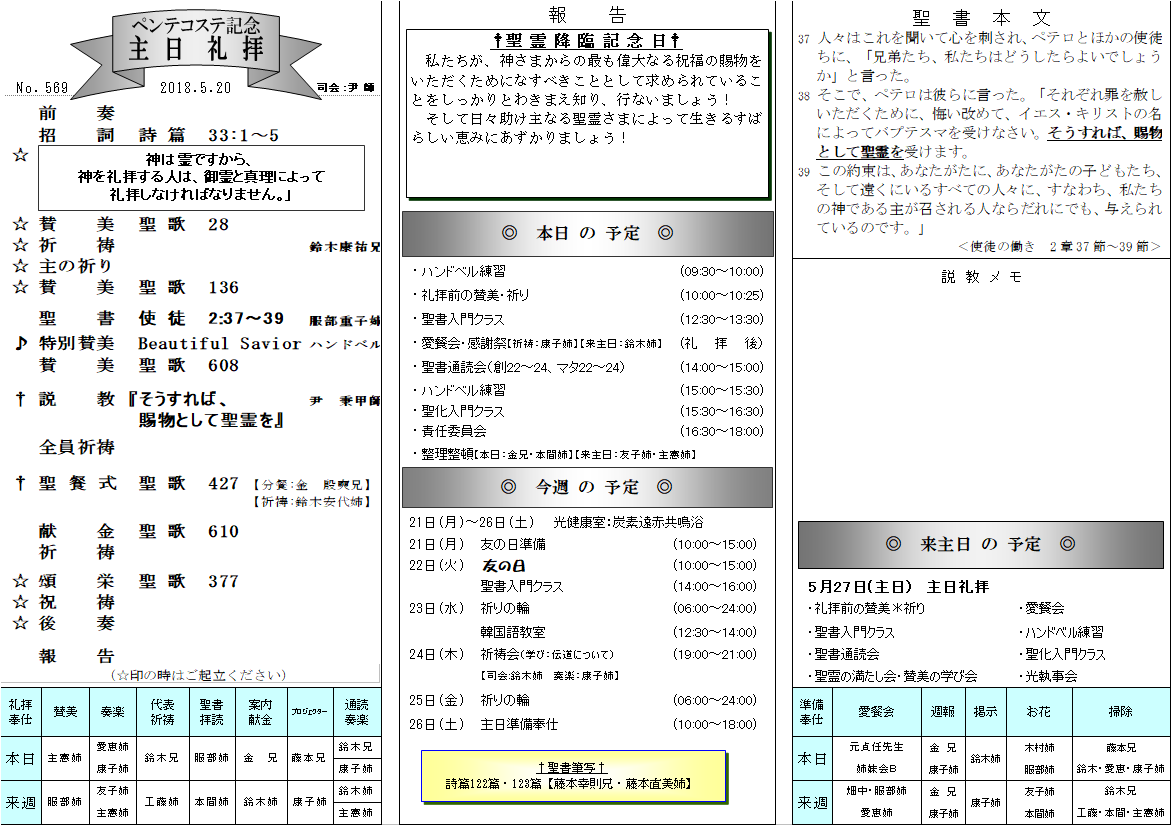 ペンテコステ記念
主日礼拝
No. 569 2018.5.20 司会:尹 師
前 奏
招 詞 詩篇 33:1～5
☆ 神は霊ですから、
神を礼拝する人は、御霊と真理によって
礼拝しなければなりません。」
☆ 賛 美 聖歌 28
☆ 祈 祷 鈴木康祐兄
☆ 主の祈り
☆ 賛 美 聖歌 136
聖 書 使徒 2:37～39 服部重子姉
♪ 特別賛美 Beautiful Savior ハンドベル
賛 美 聖歌 608
† 説 教 『そうすれば、 尹 秉甲師
賜物として聖霊を』
全員祈祷
† 聖餐式 聖歌 427 【分餐:金 殷奭兄】
【祈祷:鈴木安代姉】
献 金 聖歌 610
祈 祷
☆ 頌 栄 聖歌 377
☆ 祝 祷
☆ 後 奏
報 告
(☆印の時はご起立ください)
礼拝奉仕 賛美 奏楽 代表祈祷 聖書拝読 案内献金 プロジェクター 通読奏楽
本日 主憲姉 愛恵姉 康子姉 鈴木兄 服部姉 金 兄 藤本兄 鈴木兄 康子姉
来週 服部姉 友子姉 主憲姉 工藤姉 本間姉 鈴木姉 康子姉 鈴木姉 主憲姉
報 告
†聖霊降臨記念日†
私たちが、神さまからの最も偉大なる祝福の賜物を
いただくためになすべきこととして求められているこ
とをしっかりとわきまえ知り、行ないましょう！
そして日々助け主なる聖霊さまによって生きるすば
らしい恵みにあずかりましょう！
◎ 本日 の 予定 ◎
・ハンドベル練習 (09:30～10:00)
・礼拝前の賛美・祈り (10:00～10:25)
・聖書入門クラス (12:30～13:30)
・愛餐会・感謝祭【祈祷:康子姉】【来主日:鈴木姉】 (礼 拝 後)
・聖書通読会(創22～24、マタ22～24) (14:00～15:00)
・ハンドベル練習 (15:00～15:30)
・聖化入門クラス (15:30～16:30)
・責任委員会 (16:30～18:00)
・整理整頓【本日:金兄・本間姉】【来主日:友子姉・主憲姉】
◎ 今週 の 予定 ◎
21日(月)～26日(土) 光健康室:炭素遠赤共鳴浴
21日(月) 友の日準備 (10:00～15:00)
22日(火) 友の日 (10:00～15:00)
聖書入門クラス (14:00～16:00)
23日(水) 祈りの輪 (06:00～24:00)
韓国語教室 (12:30～14:00)
24日(木) 祈祷会(学び:伝道について) (19:00～21:00)
【司会:鈴木姉 奏楽:康子姉】
25日(金) 祈りの輪 (06:00～24:00)
26日(土) 主日準備奉仕 (10:00～18:00)
†聖書筆写†
詩篇122篇・123篇【藤本幸則兄・藤本直美姉】
聖 書 本 文
37 人々はこれを聞いて心を刺され、ペテロとほかの使徒
たちに、「兄弟たち、私たちはどうしたらよいでしょう
か」と言った。
38 そこで、ペテロは彼らに言った。「それぞれ罪を赦し
ていただくために、悔い改めて、イエス・キリストの名
によってバプテスマを受けなさい。そうすれば、賜物
として聖霊を受けます。
39 この約束は、あなたがたに、あなたがたの子どもたち、
そして遠くにいるすべての人々に、すなわち、私たち
の神である主が召される人ならだれにでも、与えられ
ているのです。」
＜使徒の働き 2章37節～39節＞
説 教 メ モ
◎ 来主日 の 予定 ◎
5月27日(主日) 主日礼拝
・礼拝前の賛美＊祈り ・愛餐会
・聖書入門クラス ・ハンドベル練習
・聖書通読会 ・聖化入門クラス
・聖霊の満たし会・賛美の学び会 ・光執事会
準備奉仕 愛餐会 週報 掲示 お花 掃除
本日 元点任先生 姉妹会B 金 兄 康子姉 鈴木姉 木村姉 服部姉 藤本兄 鈴木・愛恵・康子姉
来週 畑中・服部姉 愛恵姉 金 兄 康子姉 康子姉 友子姉 本間姉 鈴木兄 工藤・本間・主憲姉